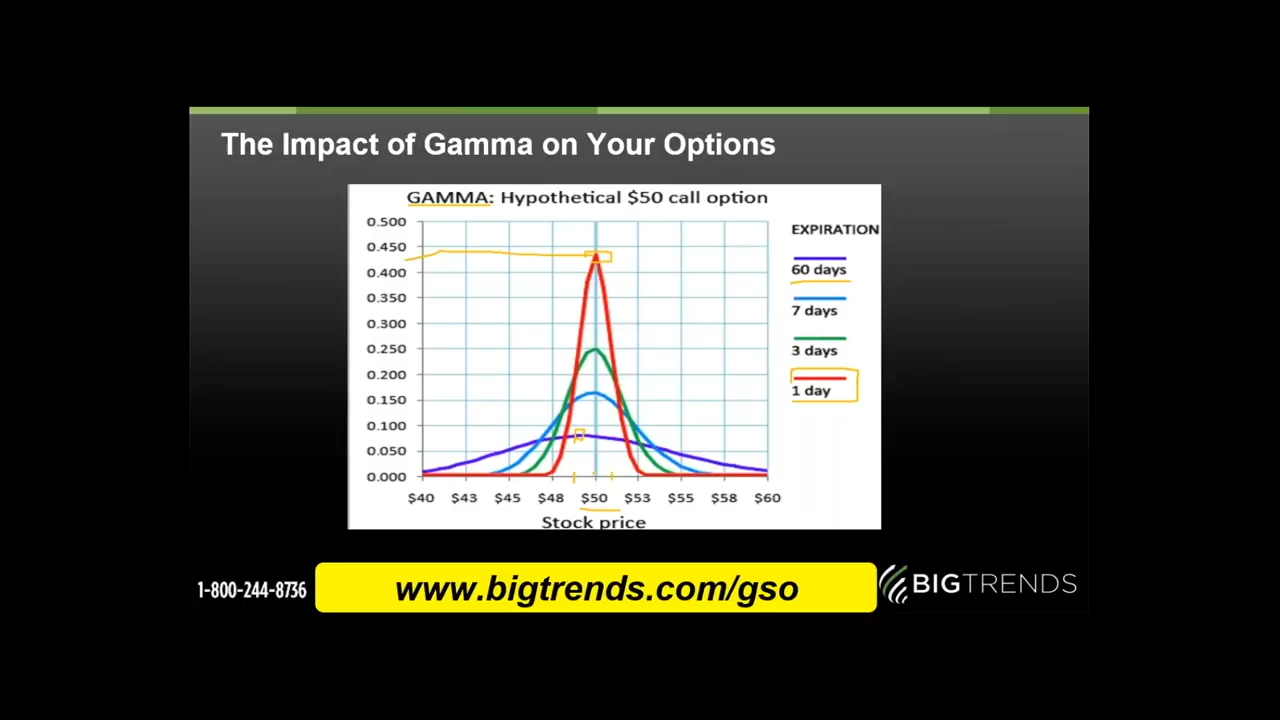 The Impact of Gamma on Your Options
GAMMA: Hypothetical $50 call option
0.500
0.450
0.400
0.350
0.300
0.250
0.200
0.150
0.100
0.050
0.000
$40 $43 $45 $48 $50 $53 $55 $58 $60
Stock price
EXPIRATION
60 days
7 days
3 days
1 day
1-800-244-8736
www.bigtrends.com/gso
BIGTRENDS